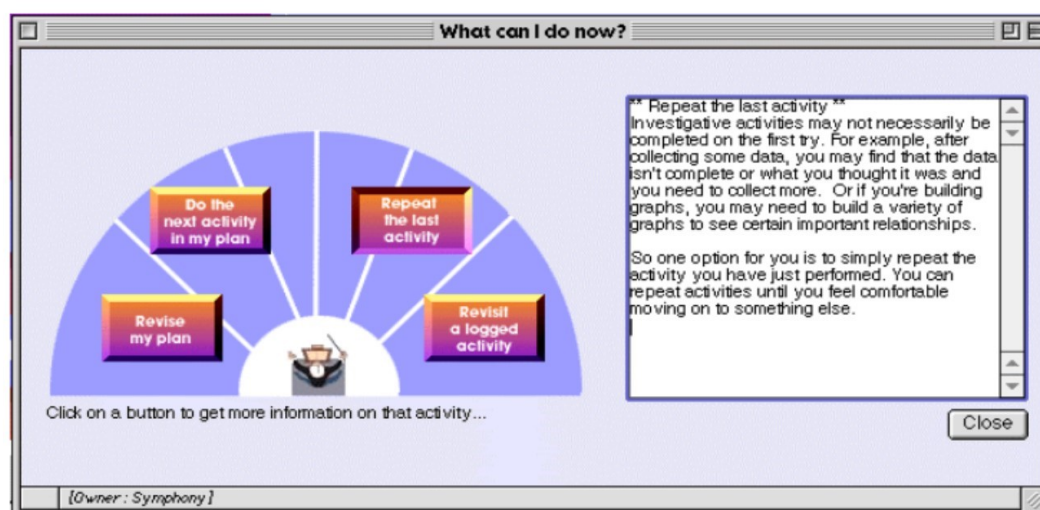 What can I do now?
Do the
next activity
in my plan
Repeat
the last
activity
Revise
my plan
Revisit
a logged
activity
Click on a button to get more information on that activity...
** Repeat the last activity **
Investigative activities may not necessarily be
completed on the first try. For example, after
collecting some data, you may find that the data
isn't complete or what you thought it was and
you need to collect more.  Or if you're building
graphs, you may need to build a variety of
graphs to see certain important relationships.
So one option for you is to simply repeat the
activity you have just performed. You can
repeat activities until you feel comfortable
moving on to something else.
Close
[Owner : Symphony]